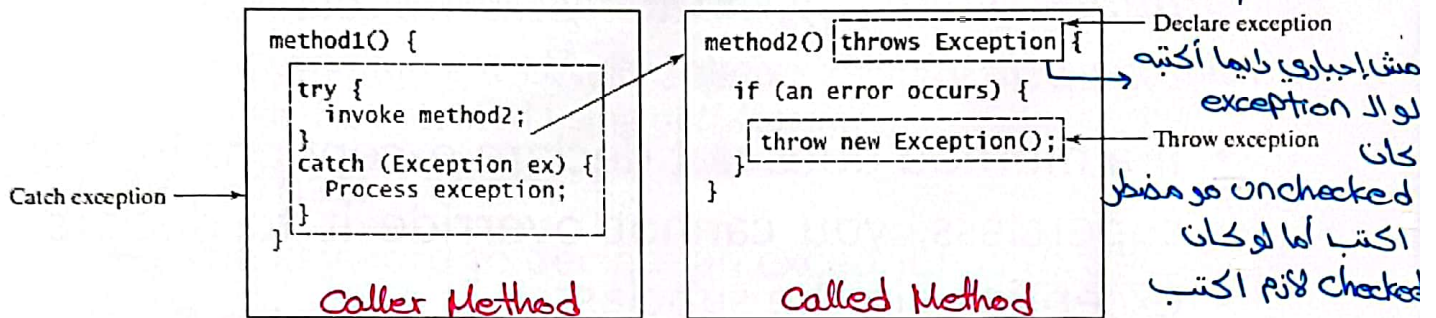 method1() {
try {
invoke method2;
}
catch (Exception ex) {
Process exception;
}
}
Catch exception
Caller Method
method2() throws Exception {
if (an error occurs) {
throw new Exception();
}
}
called Method
Declare exception
مش إجباري دايما أكتبه
لو ال exception
Throw exception
كان
unchecked مو مضطر
اكتب أما لو كان
checked لازم اكتب